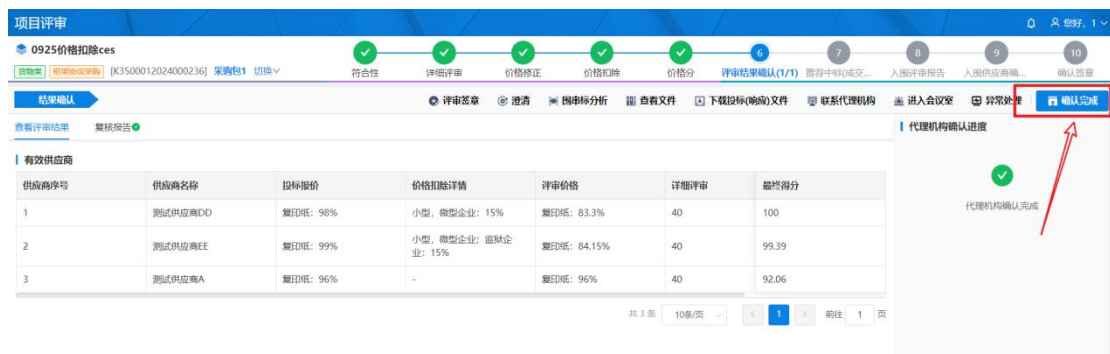 项目评审
您好, 1
0925价格扣除ces
货物类 框架协议采购 [K3500012024000236] 采购包1 切换
符合性 详细评审 价格修正 价格扣除 价格分 6 评审结果确认(1/1) 7 推荐中标(成交... 8 入围评审报告 9 入围供应商确... 10 确认签章
结果确认
评审签章 澄清 围串标分析 查看文件 下载投标(响应)文件 联系代理机构 进入会议室 异常处理 确认完成
查看评审结果 复核报告
代理机构确认进度
代理机构确认完成
有效供应商
供应商序号 供应商名称 投标报价 价格扣除详情 评审价格 详细评审 最终得分
1 测试供应商DD 复印纸: 98% 小型, 微型企业: 15% 复印纸: 83.3% 40 100
2 测试供应商EE 复印纸: 99% 小型, 微型企业; 监狱企
业: 15% 复印纸: 84.15% 40 99.39
3 测试供应商A 复印纸: 96% - 复印纸: 96% 40 92.06
共 3 条 10条/页 < 1 > 前往 1 页